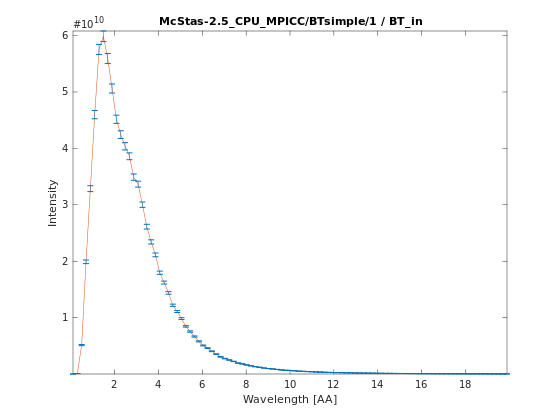 McStas-2.5_CPU_MPICC/BTsimple/1 / BT_in
#10^10
6
5
4
3
2
1
Intensity
2 4 6 8 10 12 14 16 18
Wavelength [AA]